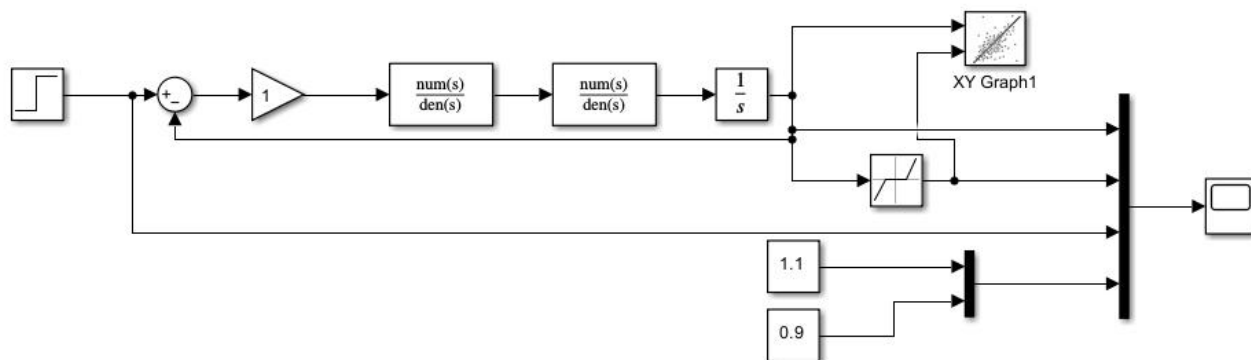 +
−
1
num(s)
den(s)
num(s)
den(s)
1
s
XY Graph1
1.1
0.9